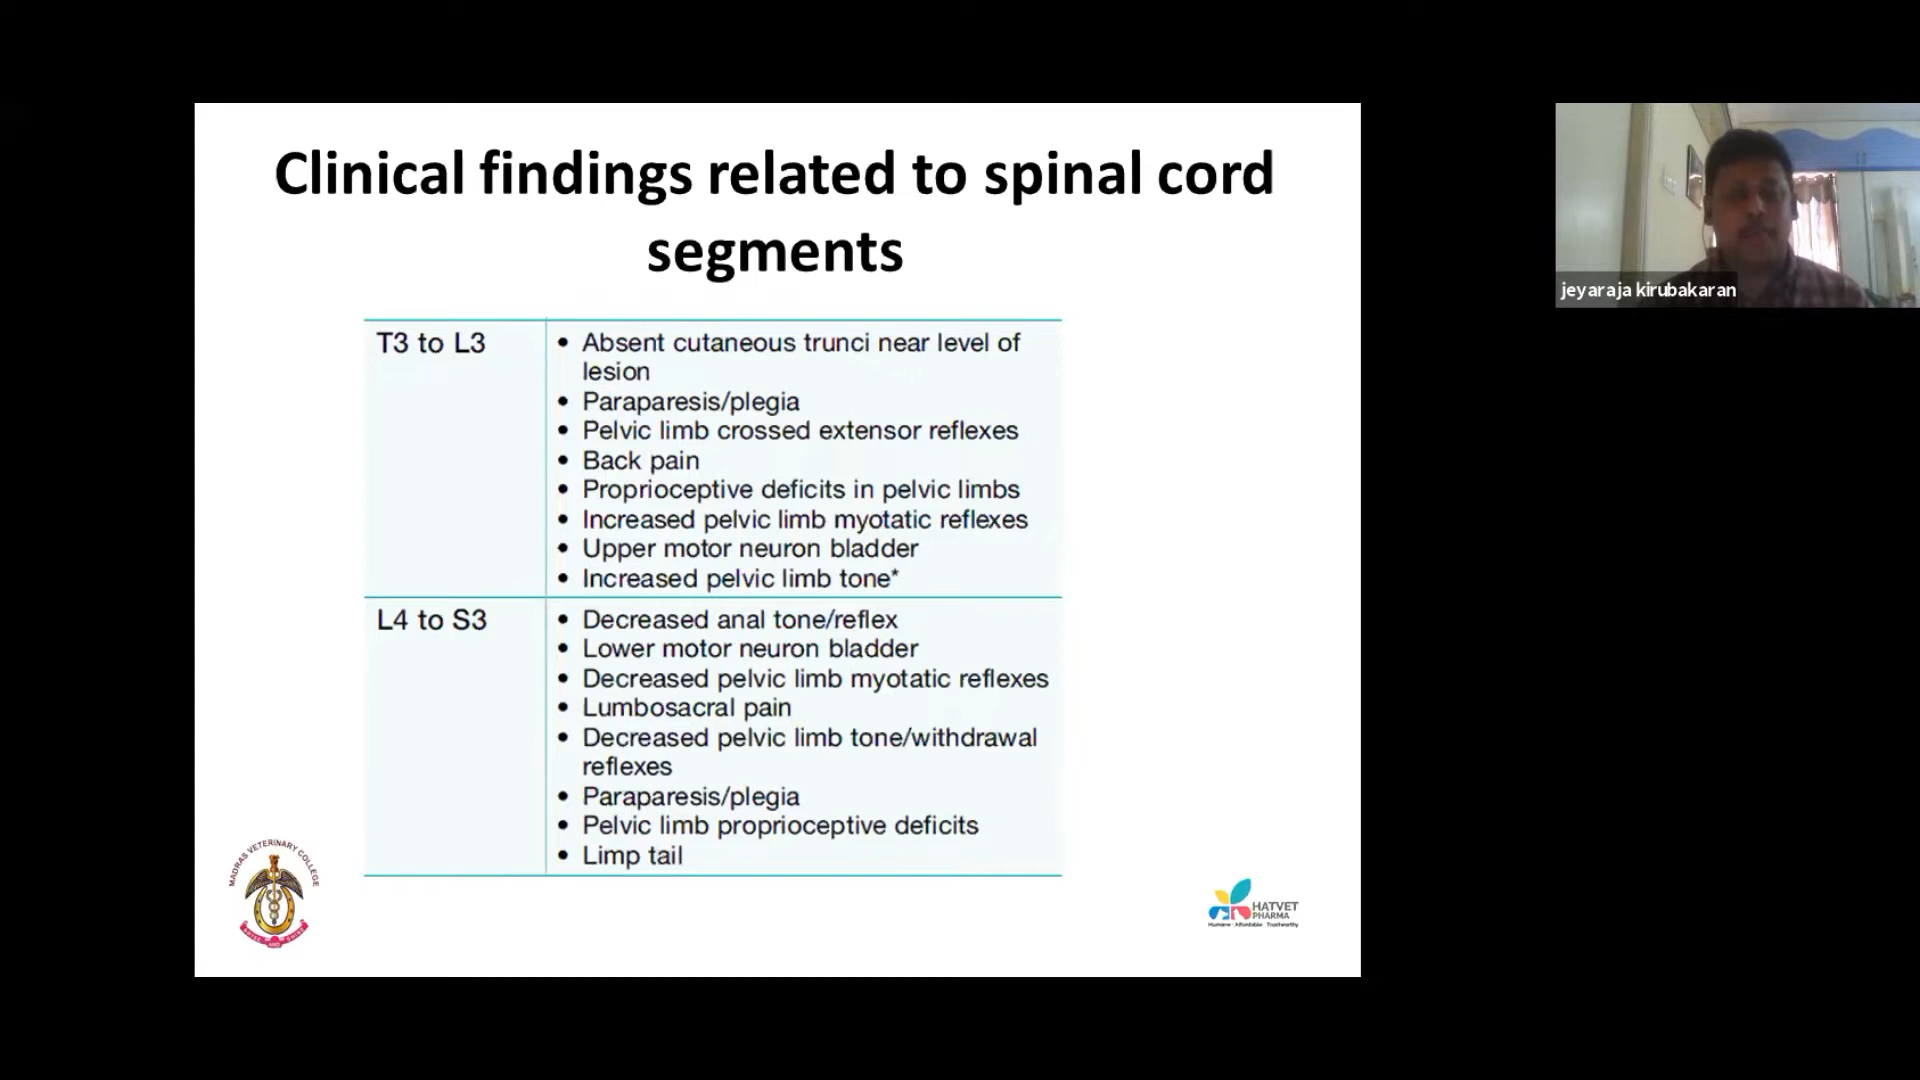 Clinical findings related to spinal cord
segments
T3 to L3
• Absent cutaneous trunci near level of
lesion
• Paraparesis/plegia
• Pelvic limb crossed extensor reflexes
• Back pain
• Proprioceptive deficits in pelvic limbs
• Increased pelvic limb myotatic reflexes
• Upper motor neuron bladder
• Increased pelvic limb tone*
L4 to S3
• Decreased anal tone/reflex
• Lower motor neuron bladder
• Decreased pelvic limb myotatic reflexes
• Lumbosacral pain
• Decreased pelvic limb tone/withdrawal
reflexes
• Paraparesis/plegia
• Pelvic limb proprioceptive deficits
• Limp tail
MADRAS VETERINARY COLLEGE
HATVET
PHARMA
Humane · Affordable · Trustworthy
jeyaraja kirubakaran